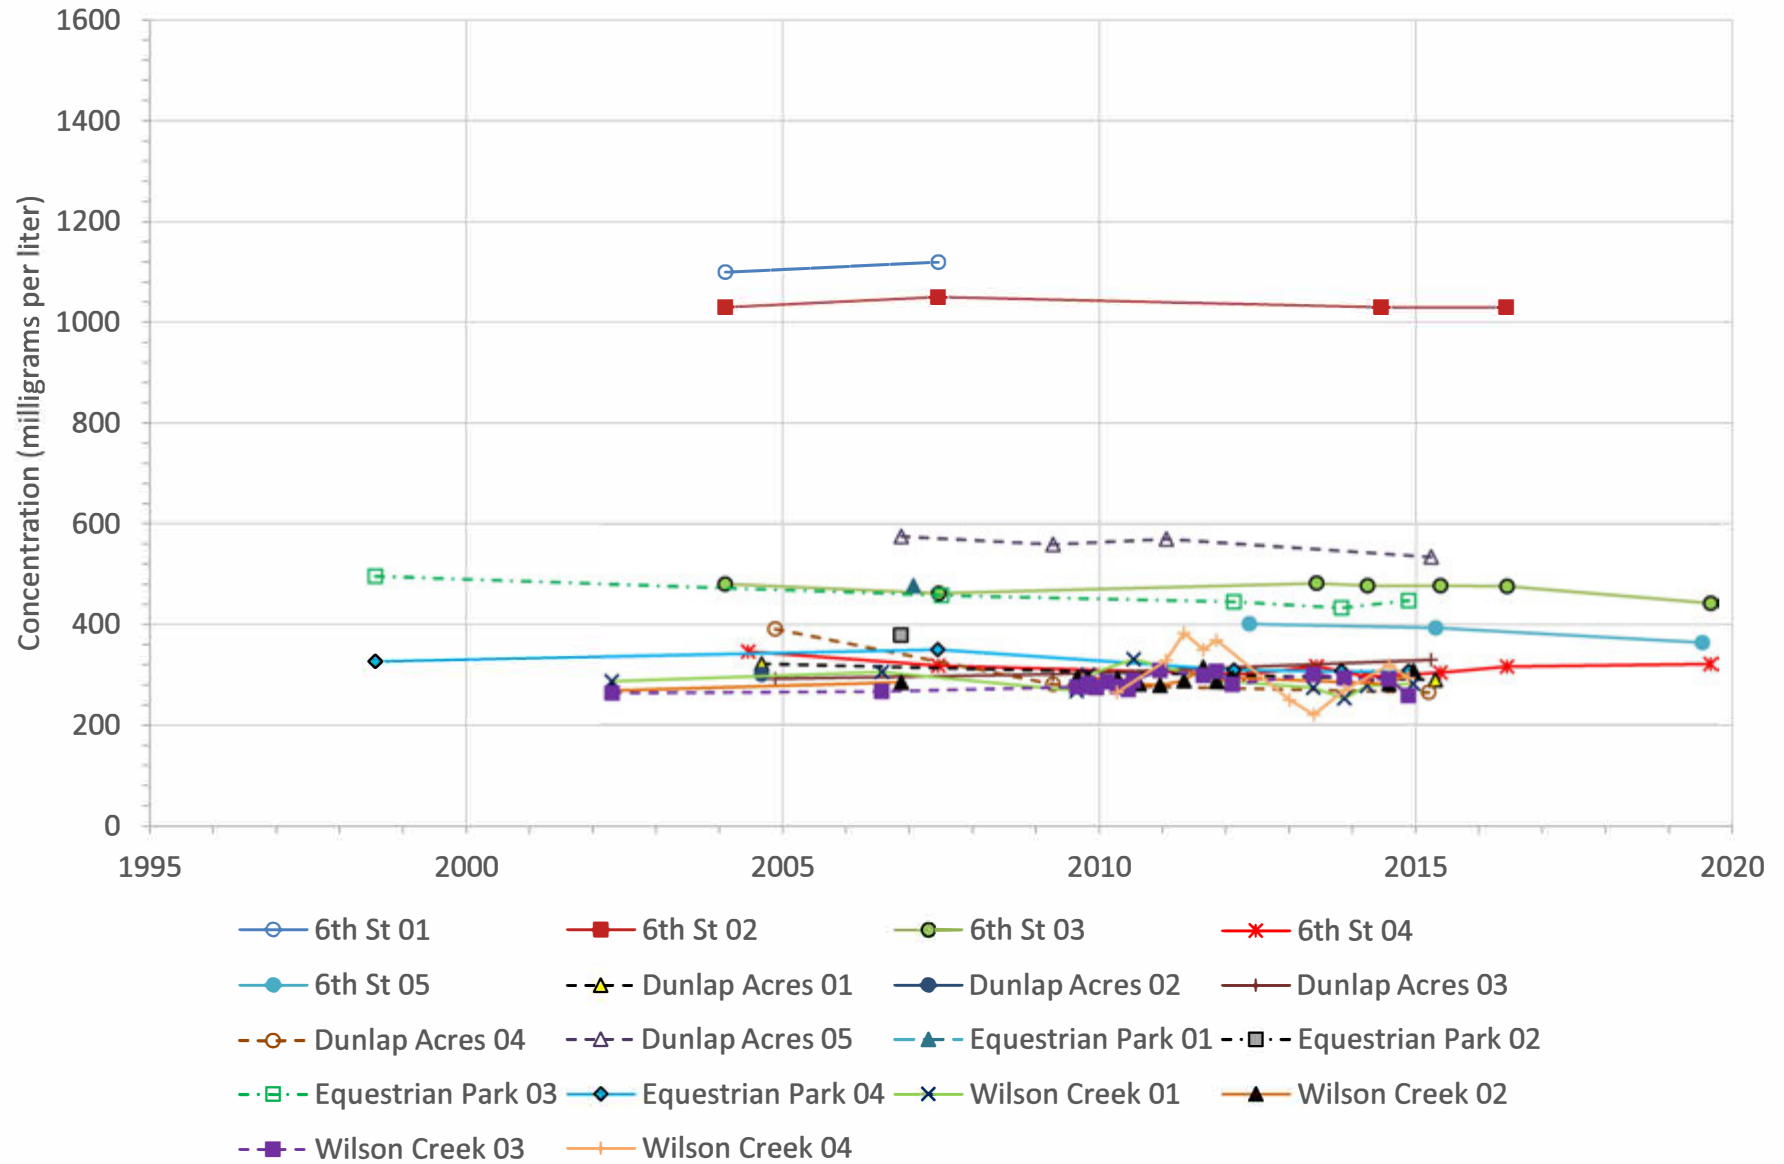 1600
1400
1200
1000
800
600
400
200
0
Concentration (milligrams per liter)
1995 2000 2005 2010 2015 2020
6th St 01 6th St 02 6th St 03 6th St 04
6th St 05 Dunlap Acres 01 Dunlap Acres 02 Dunlap Acres 03
Dunlap Acres 04 Dunlap Acres 05 Equestrian Park 01 Equestrian Park 02
Equestrian Park 03 Equestrian Park 04 Wilson Creek 01 Wilson Creek 02
Wilson Creek 03 Wilson Creek 04